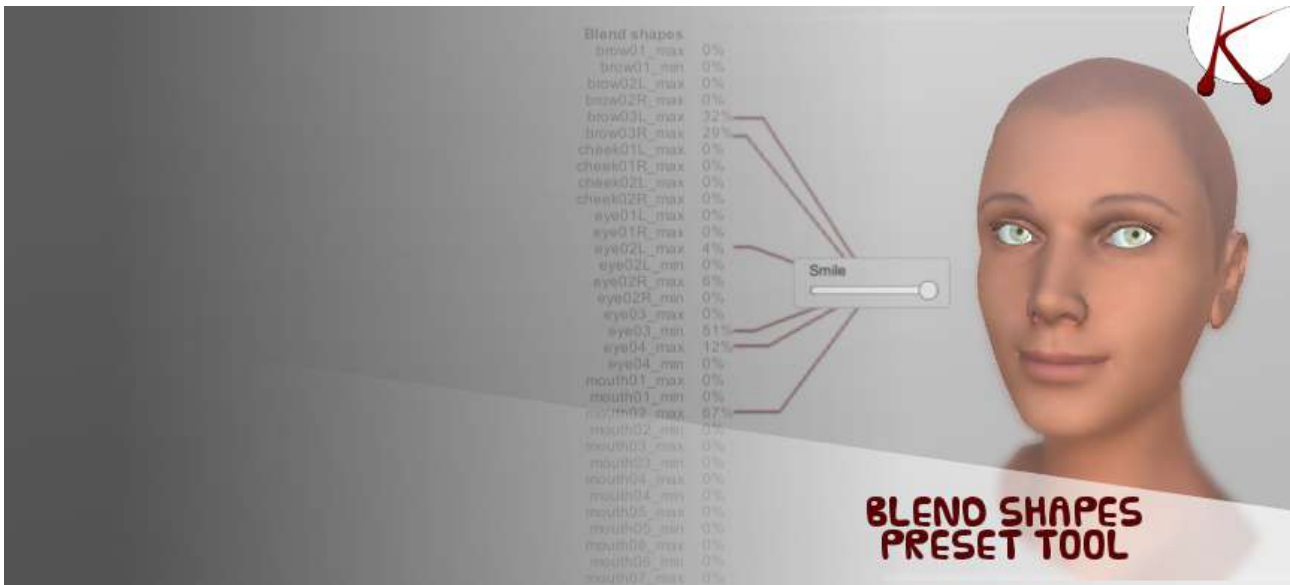 Blend shapes
brow01_max 0%
brow01_min 0%
brow02L_max 0%
brow02R_max 0%
brow03L_max 32%
brow03R_max 29%
cheek01L_max 0%
cheek01R_max 0%
cheek02L_max 0%
cheek02R_max 0%
eye01L_max 0%
eye01R_max 0%
eye02L_max 4%
eye02L_min 0%
eye02R_max 6%
eye02R_min 0%
eye03_max 0%
eye03_min 51%
eye04_max 12%
eye04_min 0%
mouth01_max 0%
mouth01_min 0%
mouth02_max 67%
mouth02_min 0%
mouth03_max 0%
mouth03_min 0%
mouth04_max 0%
mouth04_min 0%
mouth05_max 0%
mouth05_min 0%
mouth06_max 0%
mouth06_min 0%
mouth07_max 0%
Smile
K
BLEND SHAPES
PRESET TOOL